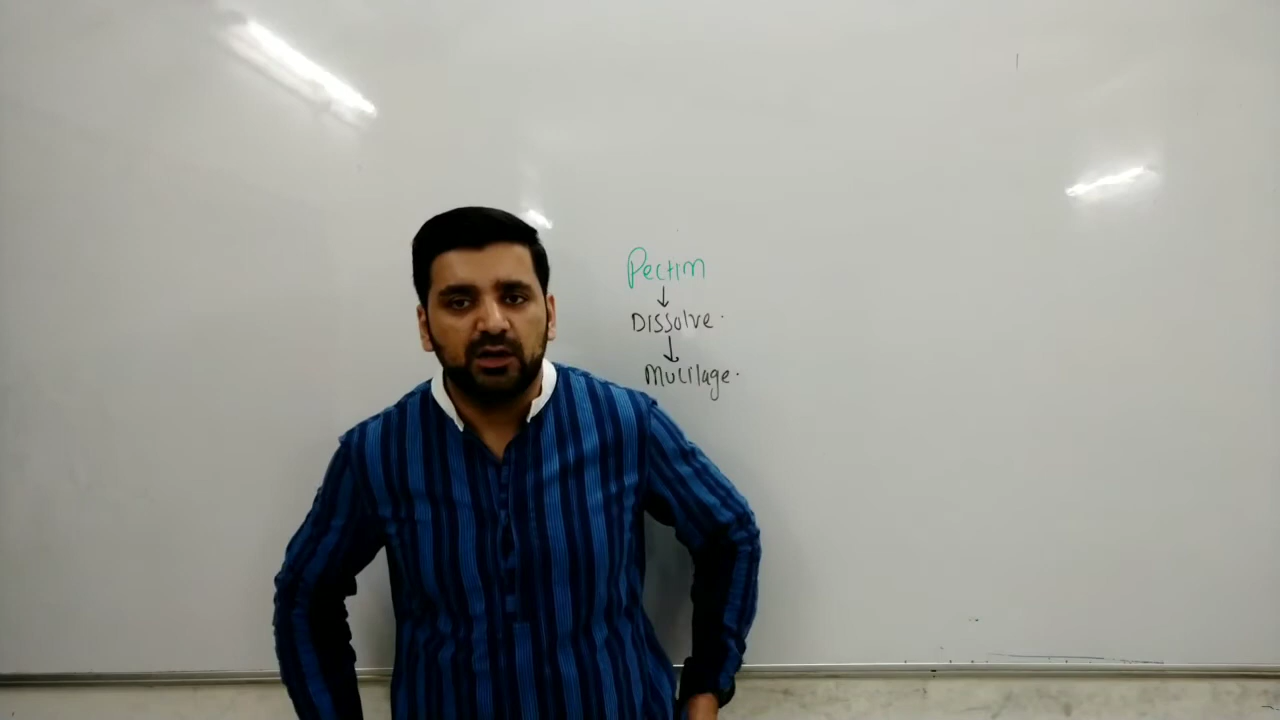 Pectin
↓
Dissolve.
↓
Mucilage.